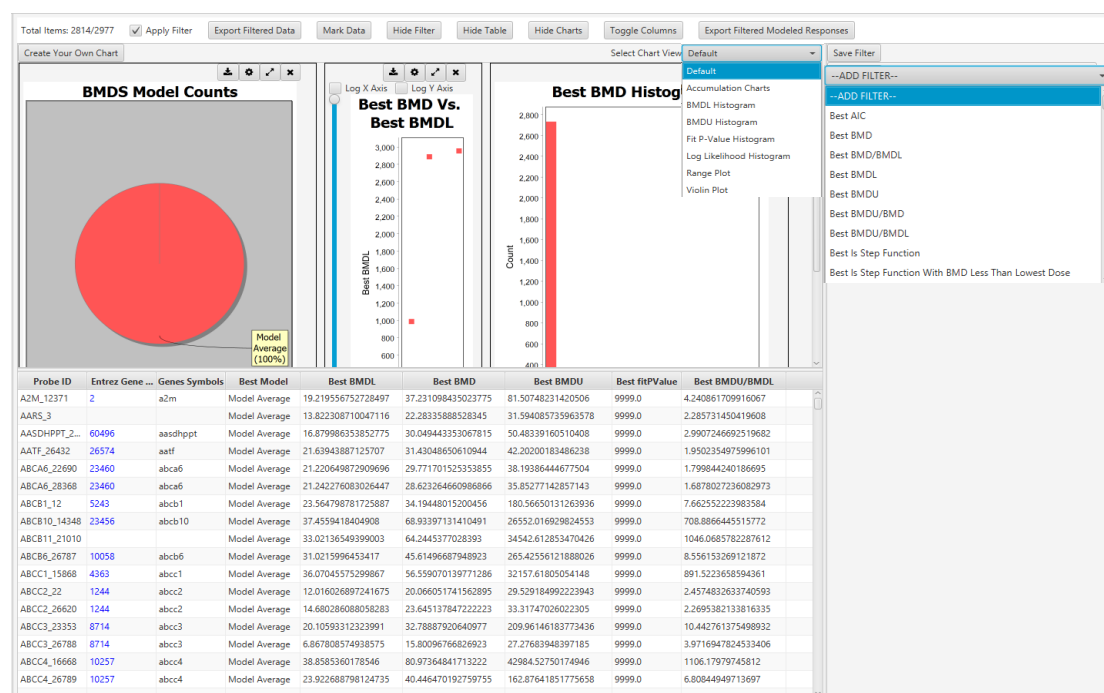 Total Items: 2814/2977 Apply Filter Export Filtered Data Mark Data Hide Filter Hide Table Hide Charts Toggle Columns Export Filtered Modeled Responses
Create Your Own Chart Select Chart View Default Save Filter
Default
Accumulation Charts
BMDL Histogram
BMDU Histogram
Fit P-Value Histogram
Log Likelihood Histogram
Range Plot
Violin Plot
--ADD FILTER--
--ADD FILTER--
Best AIC
Best BMD
Best BMD/BMDL
Best BMDL
Best BMDU
Best BMDU/BMD
Best BMDU/BMDL
Best Is Step Function
Best Is Step Function With BMD Less Than Lowest Dose
BMDS Model Counts
Model
Average
(100%)
Log X Axis Log Y Axis
Best BMD Vs.
Best BMDL
Best BMDL
3,000
2,800
2,600
2,400
2,200
2,000
1,800
1,600
1,400
1,200
1,000
800
600
Best BMD Histog
Count
2,800
2,600
2,400
2,200
2,000
1,800
1,600
1,400
1,200
1,000
800
600
400
Probe ID Entrez Gene ... Genes Symbols Best Model Best BMDL Best BMD Best BMDU Best fitPValue Best BMDU/BMDL
A2M_12371 2 a2m Model Average 19.219556752728497 37.231098435023775 81.50748231420506 9999.0 4.240861709916067
AARS_3 Model Average 13.822308710047116 22.28335888528345 31.594085735963578 9999.0 2.285731450419608
AASDHPPT_2... 60496 aasdhppt Model Average 16.879986353852775 30.049443353067815 50.48339160510408 9999.0 2.9907246692519682
AATF_26432 26574 aatf Model Average 21.63943887125707 31.43048650610944 42.20200183486238 9999.0 1.9502354975996101
ABCA6_22690 23460 abca6 Model Average 21.220649872909696 29.771701525353855 38.19386444677504 9999.0 1.799844240186695
ABCA6_28368 23460 abca6 Model Average 21.242276083026447 28.623264660986866 35.85277142857143 9999.0 1.6878027236082973
ABCB1_12 5243 abcb1 Model Average 23.564798781725887 34.19448015200456 180.56650131263936 9999.0 7.662552223983584
ABCB10_14348 23456 abcb10 Model Average 37.4559418404908 68.93397131410491 26552.016929824553 9999.0 708.8866445515772
ABCB11_21010 Model Average 33.02136549399003 64.2445377028393 34542.612853470426 9999.0 1046.0685782287612
ABCB6_26787 10058 abcb6 Model Average 31.0215996453417 45.61496687948923 265.42556121888026 9999.0 8.556153269121872
ABCC1_15868 4363 abcc1 Model Average 36.07045575299867 56.559070139771286 32157.61805054148 9999.0 891.5223658594361
ABCC2_22 1244 abcc2 Model Average 12.016026897241675 20.066051741562895 29.529184992223943 9999.0 2.4574832633740593
ABCC2_26620 1244 abcc2 Model Average 14.680286088058283 23.645137847222223 33.31747026022305 9999.0 2.2695382133816335
ABCC3_23353 8714 abcc3 Model Average 20.10593312323991 32.78887920640977 209.96146183773436 9999.0 10.442761375498932
ABCC3_26788 8714 abcc3 Model Average 6.867808574938575 15.80096766826923 27.27683948397185 9999.0 3.9716947824533406
ABCC4_16668 10257 abcc4 Model Average 38.8585360178546 80.97364841713222 42984.52750174946 9999.0 1106.17979745812
ABCC4_26789 10257 abcc4 Model Average 23.922688798124735 40.446470192759755 162.87641851775658 9999.0 6.80844949713697